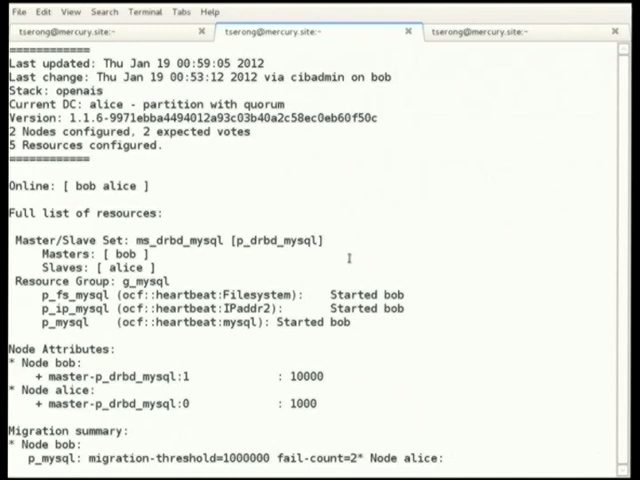 File Edit View Search Terminal Tabs Help
tserong@mercury.site:~ tserong@mercury.site:~ tserong@mercury.site:~
============
Last updated: Thu Jan 19 00:59:05 2012
Last change: Thu Jan 19 00:53:12 2012 via cibadmin on bob
Stack: openais
Current DC: alice - partition with quorum
Version: 1.1.6-9971ebba4494012a93c03b40a2c58ec0eb60f50c
2 Nodes configured, 2 expected votes
5 Resources configured.
============
Online: [ bob alice ]
Full list of resources:
Master/Slave Set: ms_drbd_mysql [p_drbd_mysql]
Masters: [ bob ]
Slaves: [ alice ]
Resource Group: g_mysql
p_fs_mysql (ocf::heartbeat:Filesystem): Started bob
p_ip_mysql (ocf::heartbeat:IPaddr2): Started bob
p_mysql (ocf::heartbeat:mysql): Started bob
Node Attributes:
* Node bob:
+ master-p_drbd_mysql:1 : 10000
* Node alice:
+ master-p_drbd_mysql:0 : 1000
Migration summary:
* Node bob:
p_mysql: migration-threshold=1000000 fail-count=2* Node alice: